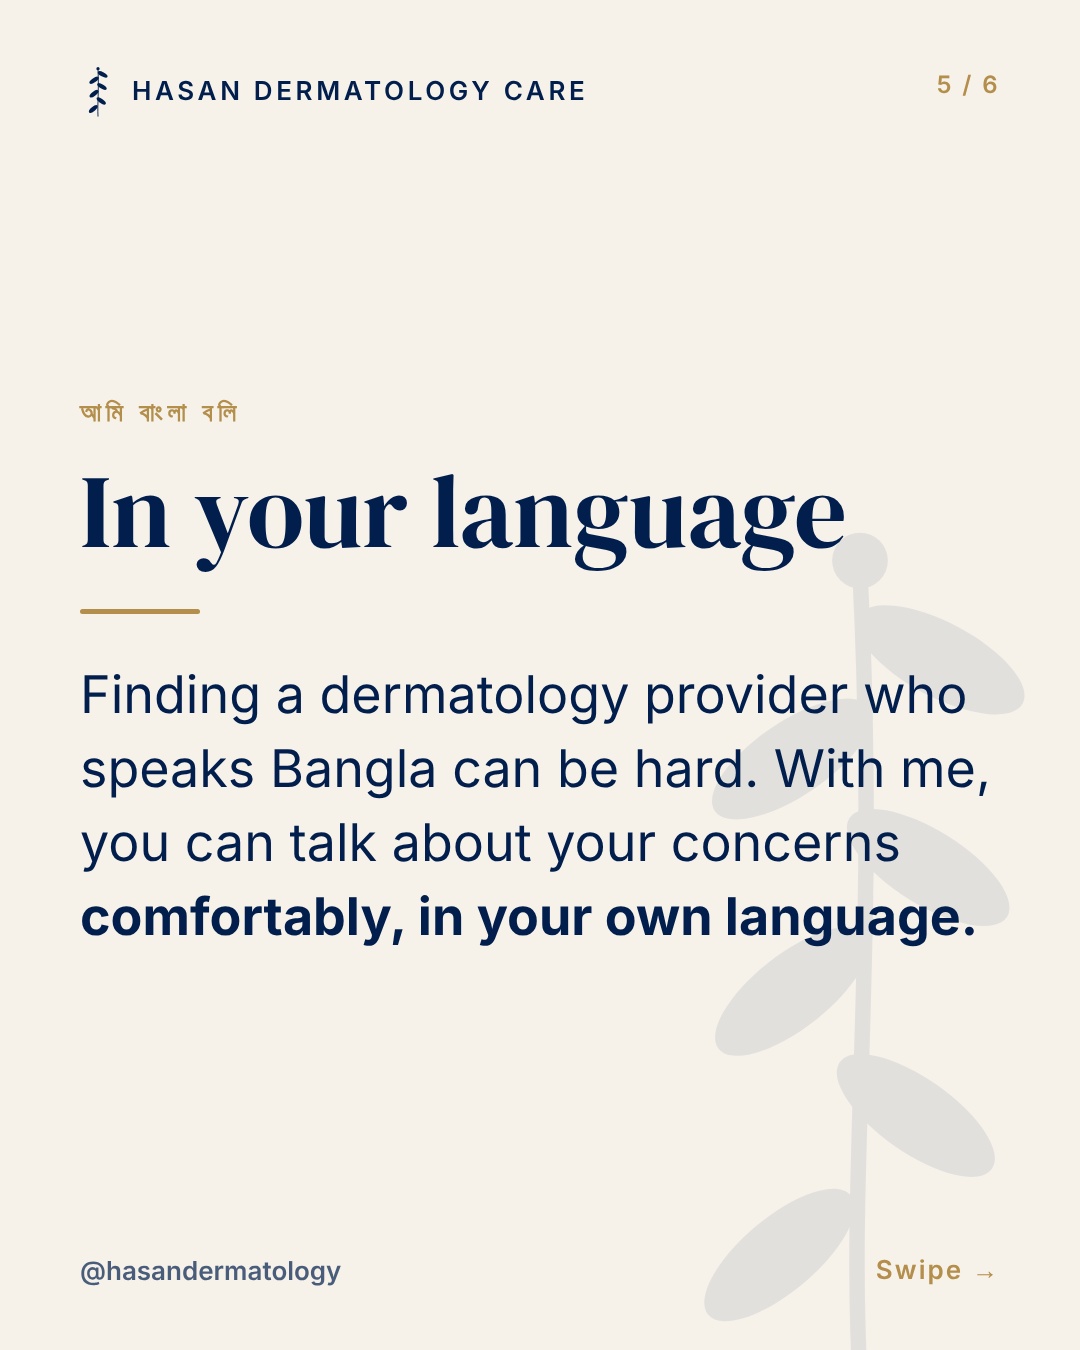 HASAN DERMATOLOGY CARE
5 / 6
আমি বাংলা বলি
In your language
Finding a dermatology provider who
speaks Bangla can be hard. With me,
you can talk about your concerns
comfortably, in your own language.
@hasandermatology
Swipe →